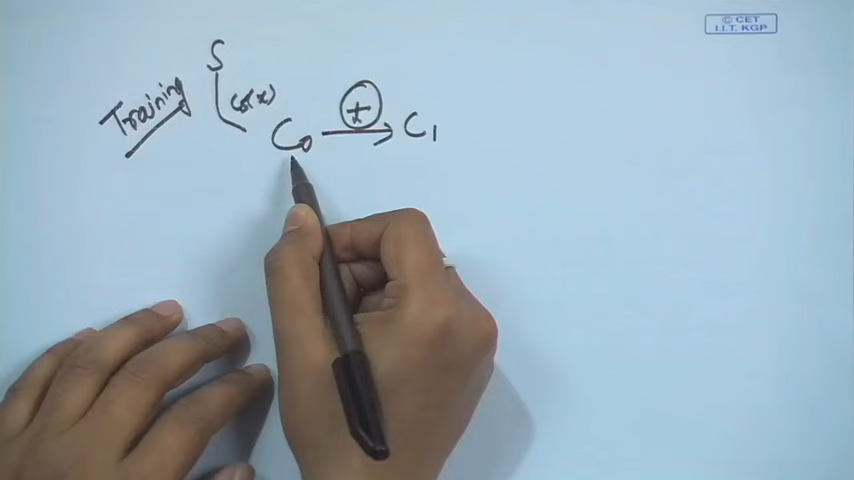 © CET
I.I.T. KGP
S
Training
C0 + C1